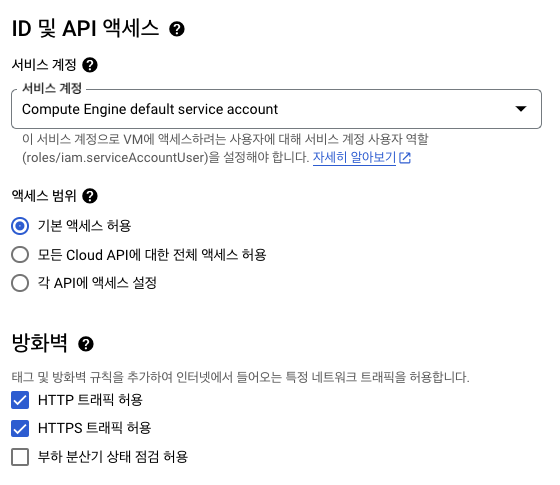 ID 및 API 액세스
서비스 계정
서비스 계정
Compute Engine default service account
이 서비스 계정으로 VM에 액세스하려는 사용자에 대해 서비스 계정 사용자 역할
(roles/iam.serviceAccountUser)을 설정해야 합니다. 자세히 알아보기
액세스 범위
기본 액세스 허용
모든 Cloud API에 대한 전체 액세스 허용
각 API에 액세스 설정
방화벽
태그 및 방화벽 규칙을 추가하여 인터넷에서 들어오는 특정 네트워크 트래픽을 허용합니다.
HTTP 트래픽 허용
HTTPS 트래픽 허용
부하 분산기 상태 점검 허용